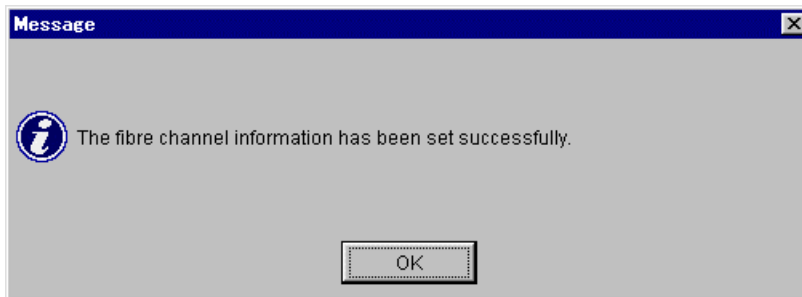 Message
The fibre channel information has been set successfully.
OK